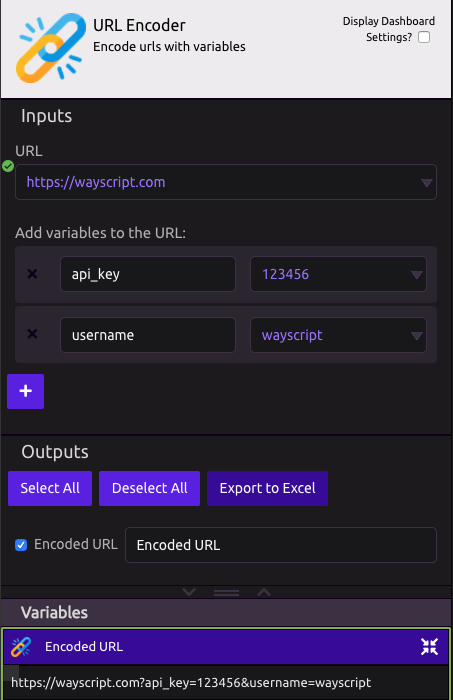 URL Encoder
Encode urls with variables
Display Dashboard
Settings?
Inputs
URL
https://wayscript.com
Add variables to the URL:
× api_key 123456
× username wayscript
+
Outputs
Select All Deselect All Export to Excel
Encoded URL Encoded URL
Variables
Encoded URL
https://wayscript.com?api_key=123456&username=wayscript